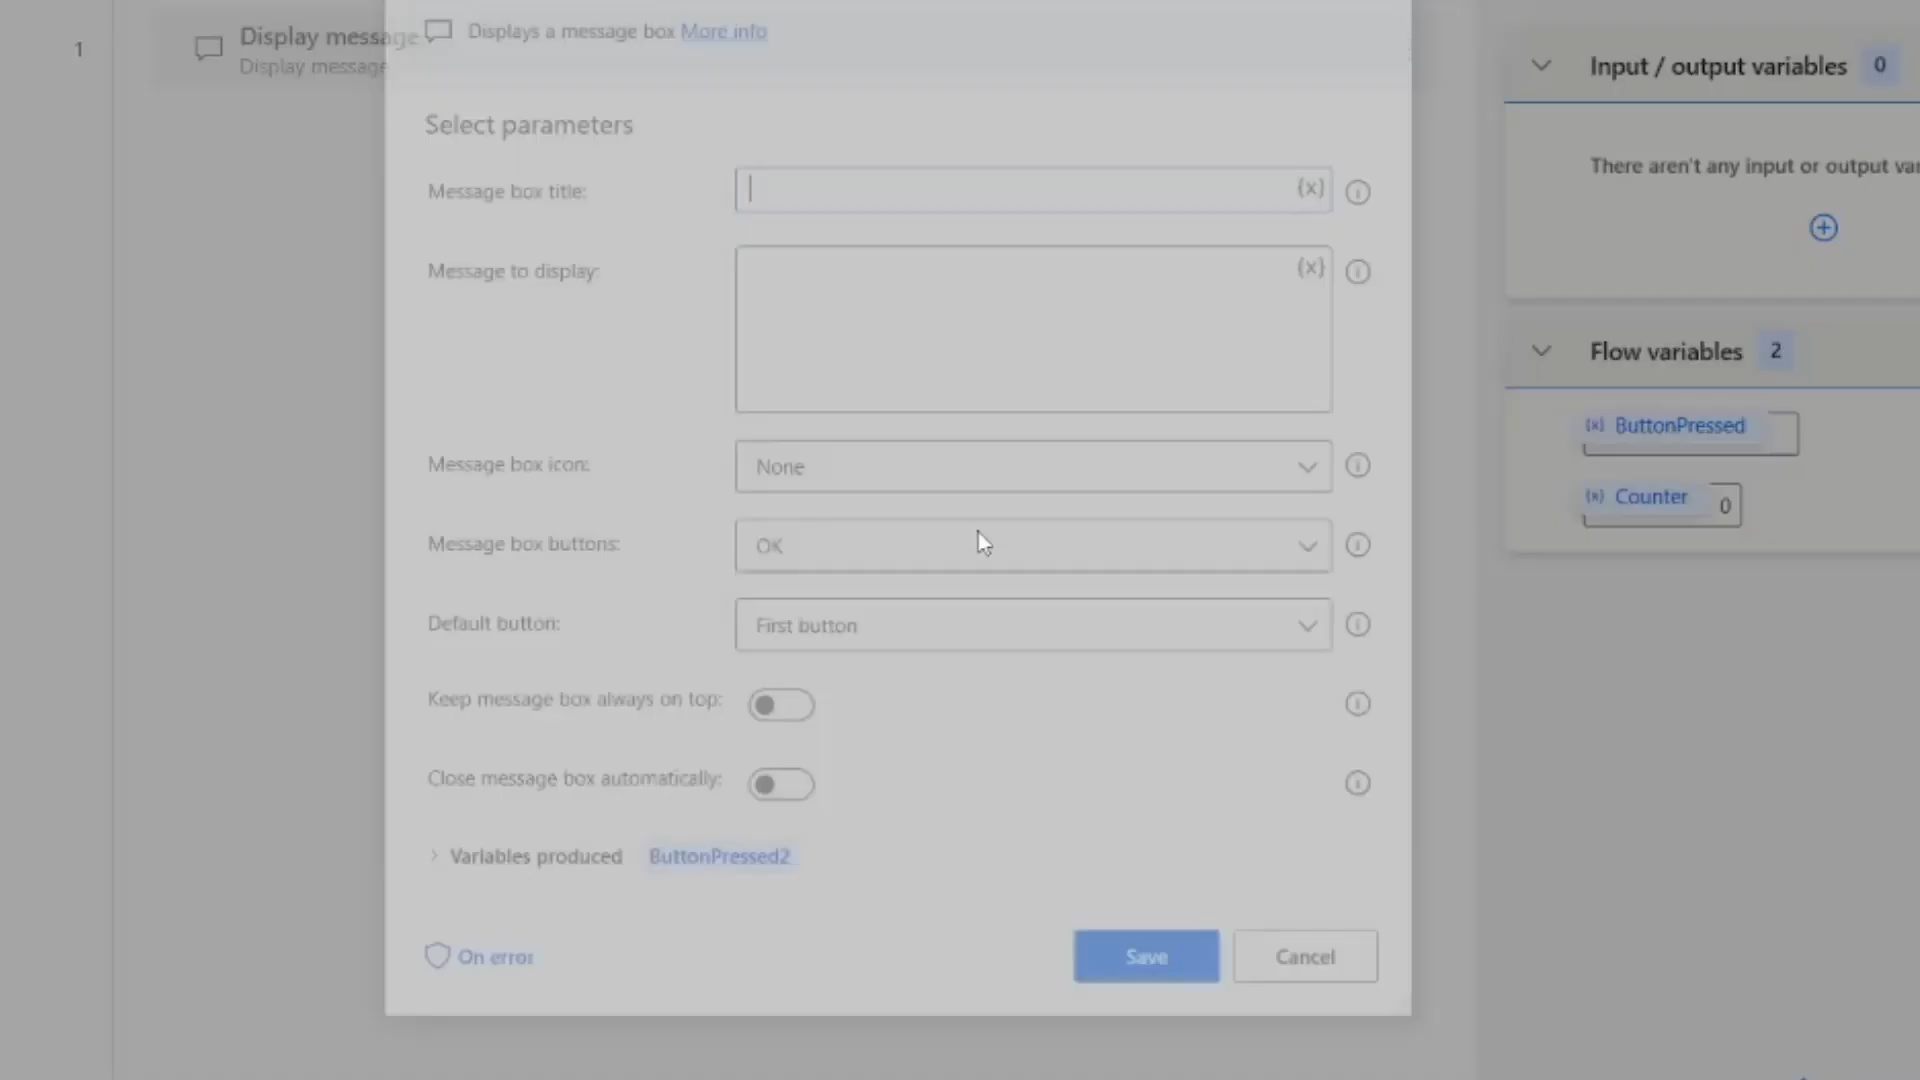 1
Display message
Display message
Displays a message box More info
Select parameters
Message box title:
{x}
Message to display:
{x}
Message box icon:
None
Message box buttons:
OK
Default button:
First button
Keep message box always on top:
Close message box automatically:
Variables produced ButtonPressed2
On error
Save
Cancel
Input / output variables 0
There aren't any input or output var
Flow variables 2
{x} ButtonPressed
{x} Counter 0